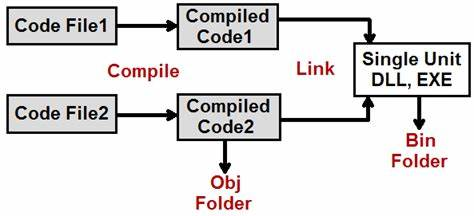 Code File1
Compiled
Code1
Compile
Link
Single Unit
DLL, EXE
Code File2
Compiled
Code2
Bin
Folder
Obj
Folder